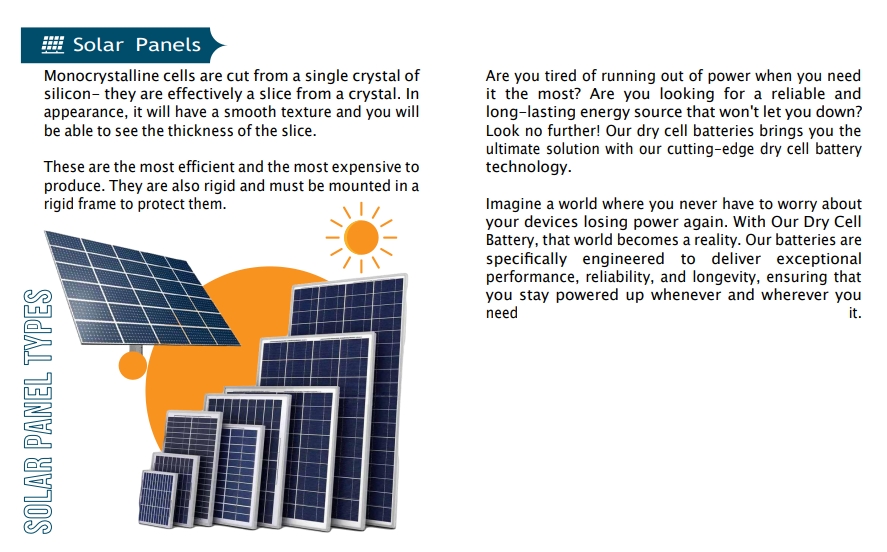 Solar Panels
Monocrystalline cells are cut from a single crystal of
silicon– they are effectively a slice from a crystal. In
appearance, it will have a smooth texture and you will
be able to see the thickness of the slice.
These are the most efficient and the most expensive to
produce. They are also rigid and must be mounted in a
rigid frame to protect them.
SOLAR PANEL TYPES
Are you tired of running out of power when you need
it the most? Are you looking for a reliable and
long–lasting energy source that won't let you down?
Look no further! Our dry cell batteries brings you the
ultimate solution with our cutting–edge dry cell battery
technology.
Imagine a world where you never have to worry about
your devices losing power again. With Our Dry Cell
Battery, that world becomes a reality. Our batteries are
specifically engineered to deliver exceptional
performance, reliability, and longevity, ensuring that
you stay powered up whenever and wherever you
need it.